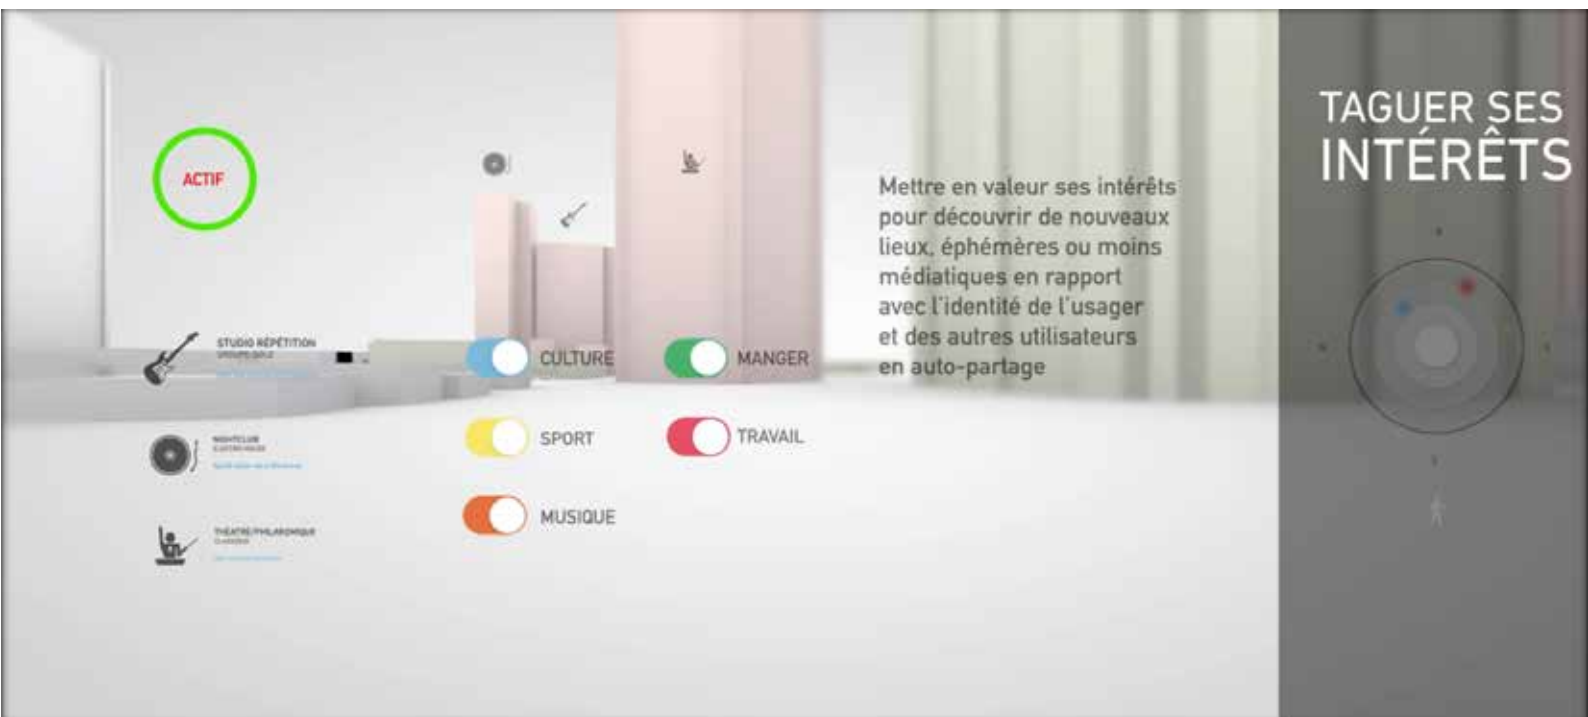 TAGUER SES
INTÉRÊTS
ACTIF
Mettre en valeur ses intérêts
pour découvrir de nouveaux
lieux, éphémères ou moins
médiatiques en rapport
avec l'identité de l'usager
et des autres utilisateurs
en auto-partage
STUDIO RÉPÉTITION
NIGHTCLUB
THEATRE/PHILARMONIQUE
CULTURE
MANGER
SPORT
TRAVAIL
MUSIQUE